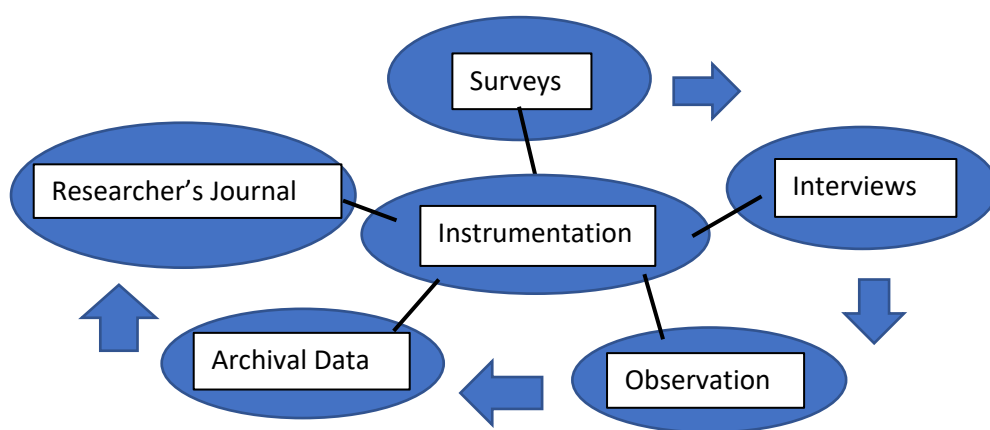 Surveys
Interviews
Researcher’s Journal
Instrumentation
Archival Data
Observation